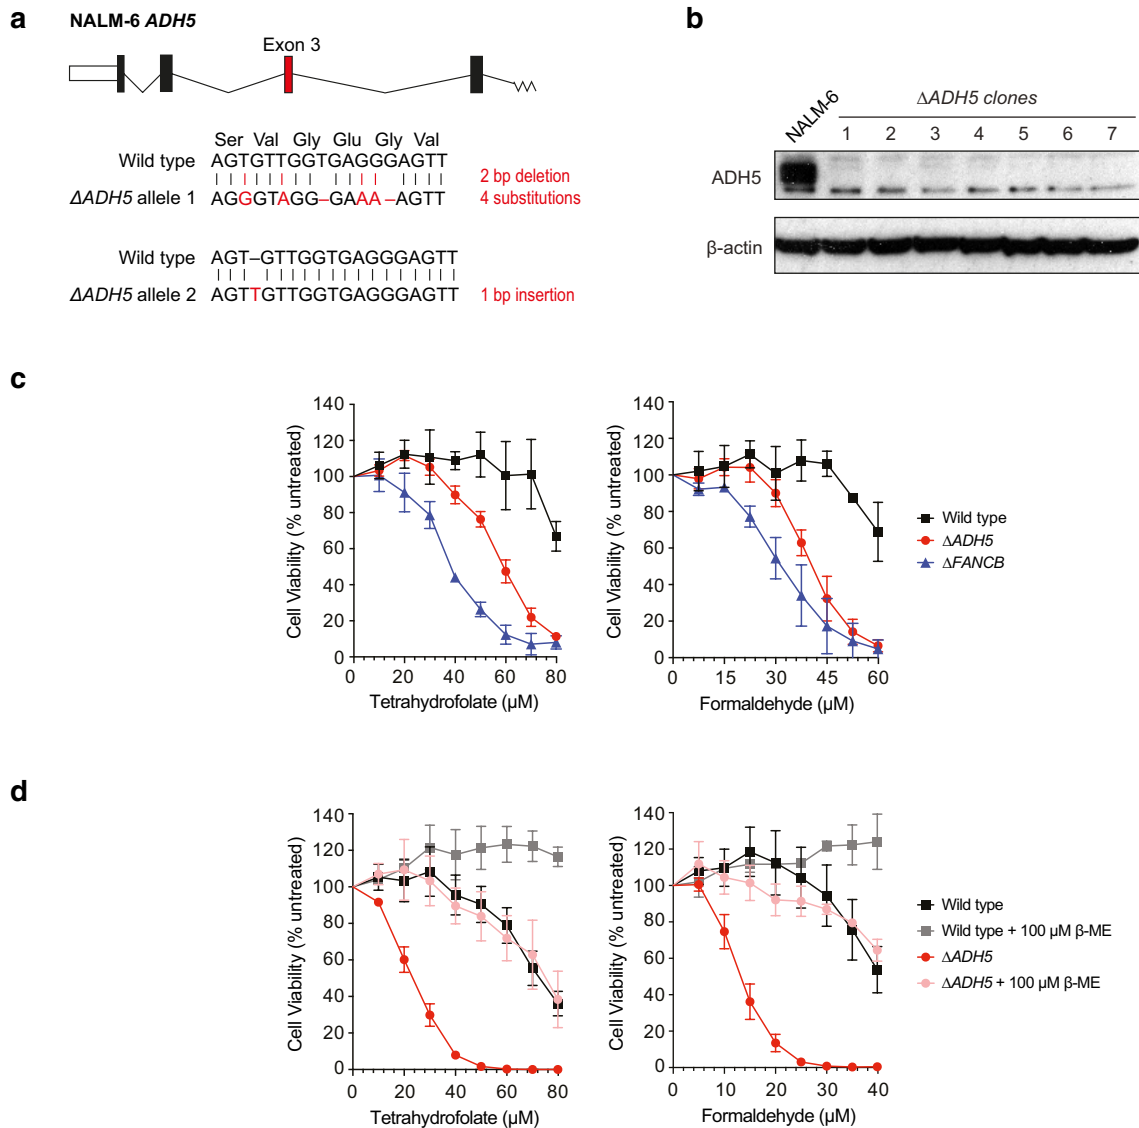 a
NALM-6 ADH5
Exon 3
Ser Val Gly Glu Gly Val
Wild type AGTGTTGGTGAGGGAGTT
ΔADH5 allele 1 AGGGTAGG–GAAA–AGTT
2 bp deletion
4 substitutions
Wild type AGT–GTTGGTGAGGGAGTT
ΔADH5 allele 2 AGTTGTTGGTGAGGGAGTT
1 bp insertion
b
NALM-6
ΔADH5 clones
1 2 3 4 5 6 7
ADH5
β-actin
c
Cell Viability (% untreated)
140
120
100
80
60
40
20
0
0 20 40 60 80
Tetrahydrofolate (µM)
Cell Viability (% untreated)
140
120
100
80
60
40
20
0
0 15 30 45 60
Formaldehyde (µM)
Wild type
ΔADH5
ΔFANCB
d
Cell Viability (% untreated)
140
120
100
80
60
40
20
0
0 20 40 60 80
Tetrahydrofolate (µM)
Cell Viability (% untreated)
140
120
100
80
60
40
20
0
0 10 20 30 40
Formaldehyde (µM)
Wild type
Wild type + 100 µM β-ME
ΔADH5
ΔADH5 + 100 µM β-ME